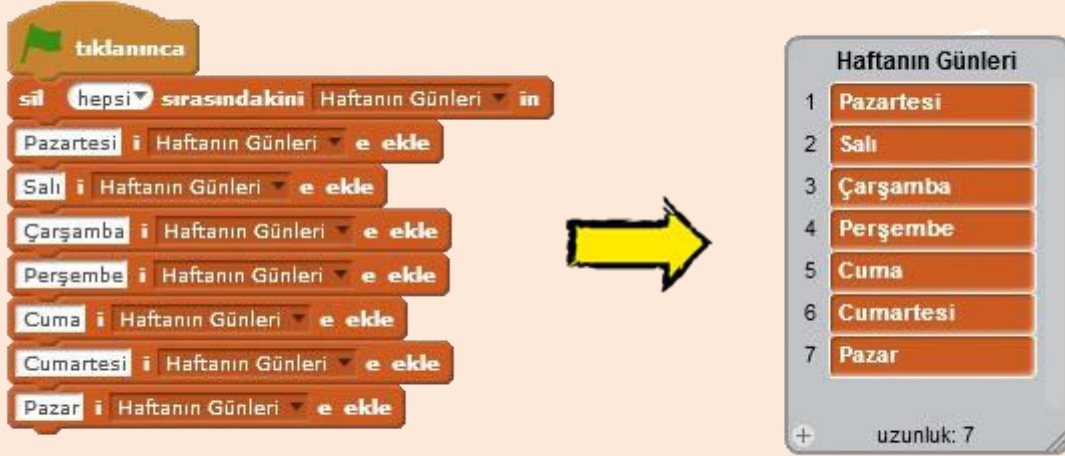 tıklanınca
sil hepsi sırasındakini Haftanın Günleri in
Pazartesi i Haftanın Günleri e ekle
Salı i Haftanın Günleri e ekle
Çarşamba i Haftanın Günleri e ekle
Perşembe i Haftanın Günleri e ekle
Cuma i Haftanın Günleri e ekle
Cumartesi i Haftanın Günleri e ekle
Pazar i Haftanın Günleri e ekle
Haftanın Günleri
1 Pazartesi
2 Salı
3 Çarşamba
4 Perşembe
5 Cuma
6 Cumartesi
7 Pazar
+ uzunluk: 7